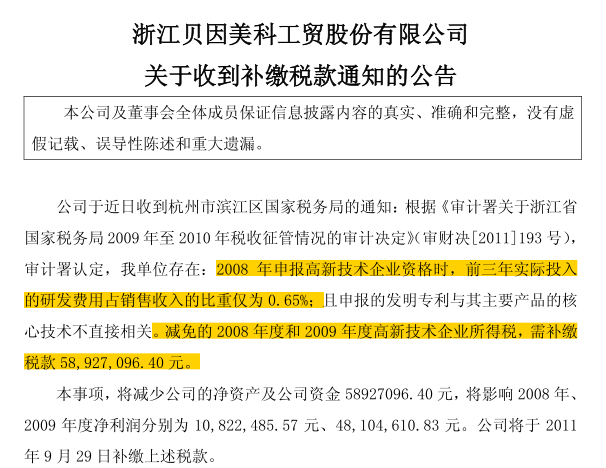 浙江贝因美科工贸股份有限公司
关于收到补缴税款通知的公告
本公司及董事会全体成员保证信息披露内容的真实、准确和完整，没有虚
假记载、误导性陈述和重大遗漏。
公司于近日收到杭州市滨江区国家税务局的通知：根据《审计署关于浙江省
国家税务局 2009 年至 2010 年税收征管情况的审计决定》（审财决[2011]193 号），
审计署认定，我单位存在：2008 年申报高新技术企业资格时，前三年实际投入
的研发费用占销售收入的比重仅为 0.65%；且申报的发明专利与其主要产品的核
心技术不直接相关。减免的 2008 年度和 2009 年度高新技术企业所得税，需补缴
税款 58,927,096.40 元。
本事项，将减少公司的净资产及公司资金 58927096.40 元，将影响 2008 年、
2009 年度净利润分别为 10,822,485.57 元、48,104,610.83 元。公司将于 2011
年 9 月 29 日补缴上述税款。